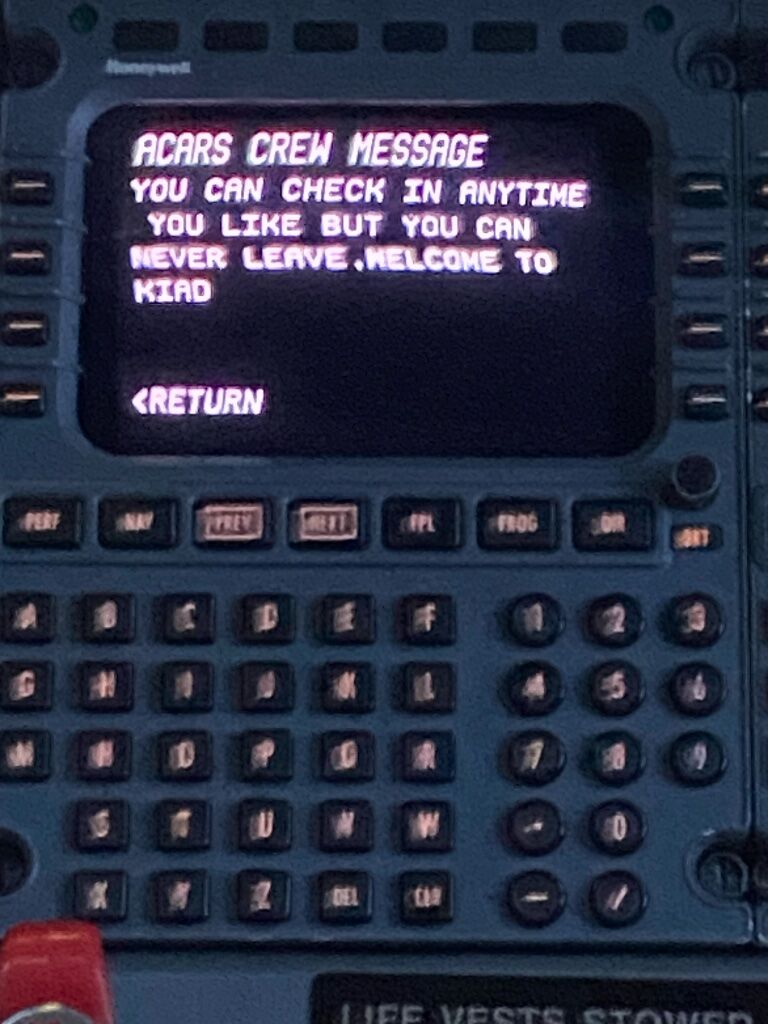 Honeywell
ACARS CREW MESSAGE
YOU CAN CHECK IN ANYTIME
YOU LIKE BUT YOU CAN
NEVER LEAVE.WELCOME TO
KIAD
<RETURN
PERF NAV PREV NEXT FPL PROG DIR
BRT
A B C D E F 1 2 3
G H I J K L 4 5 6
M N O P Q R 7 8 9
S T U V W 0
X Y Z DEL CLR - /
LIFE VESTS STOWED